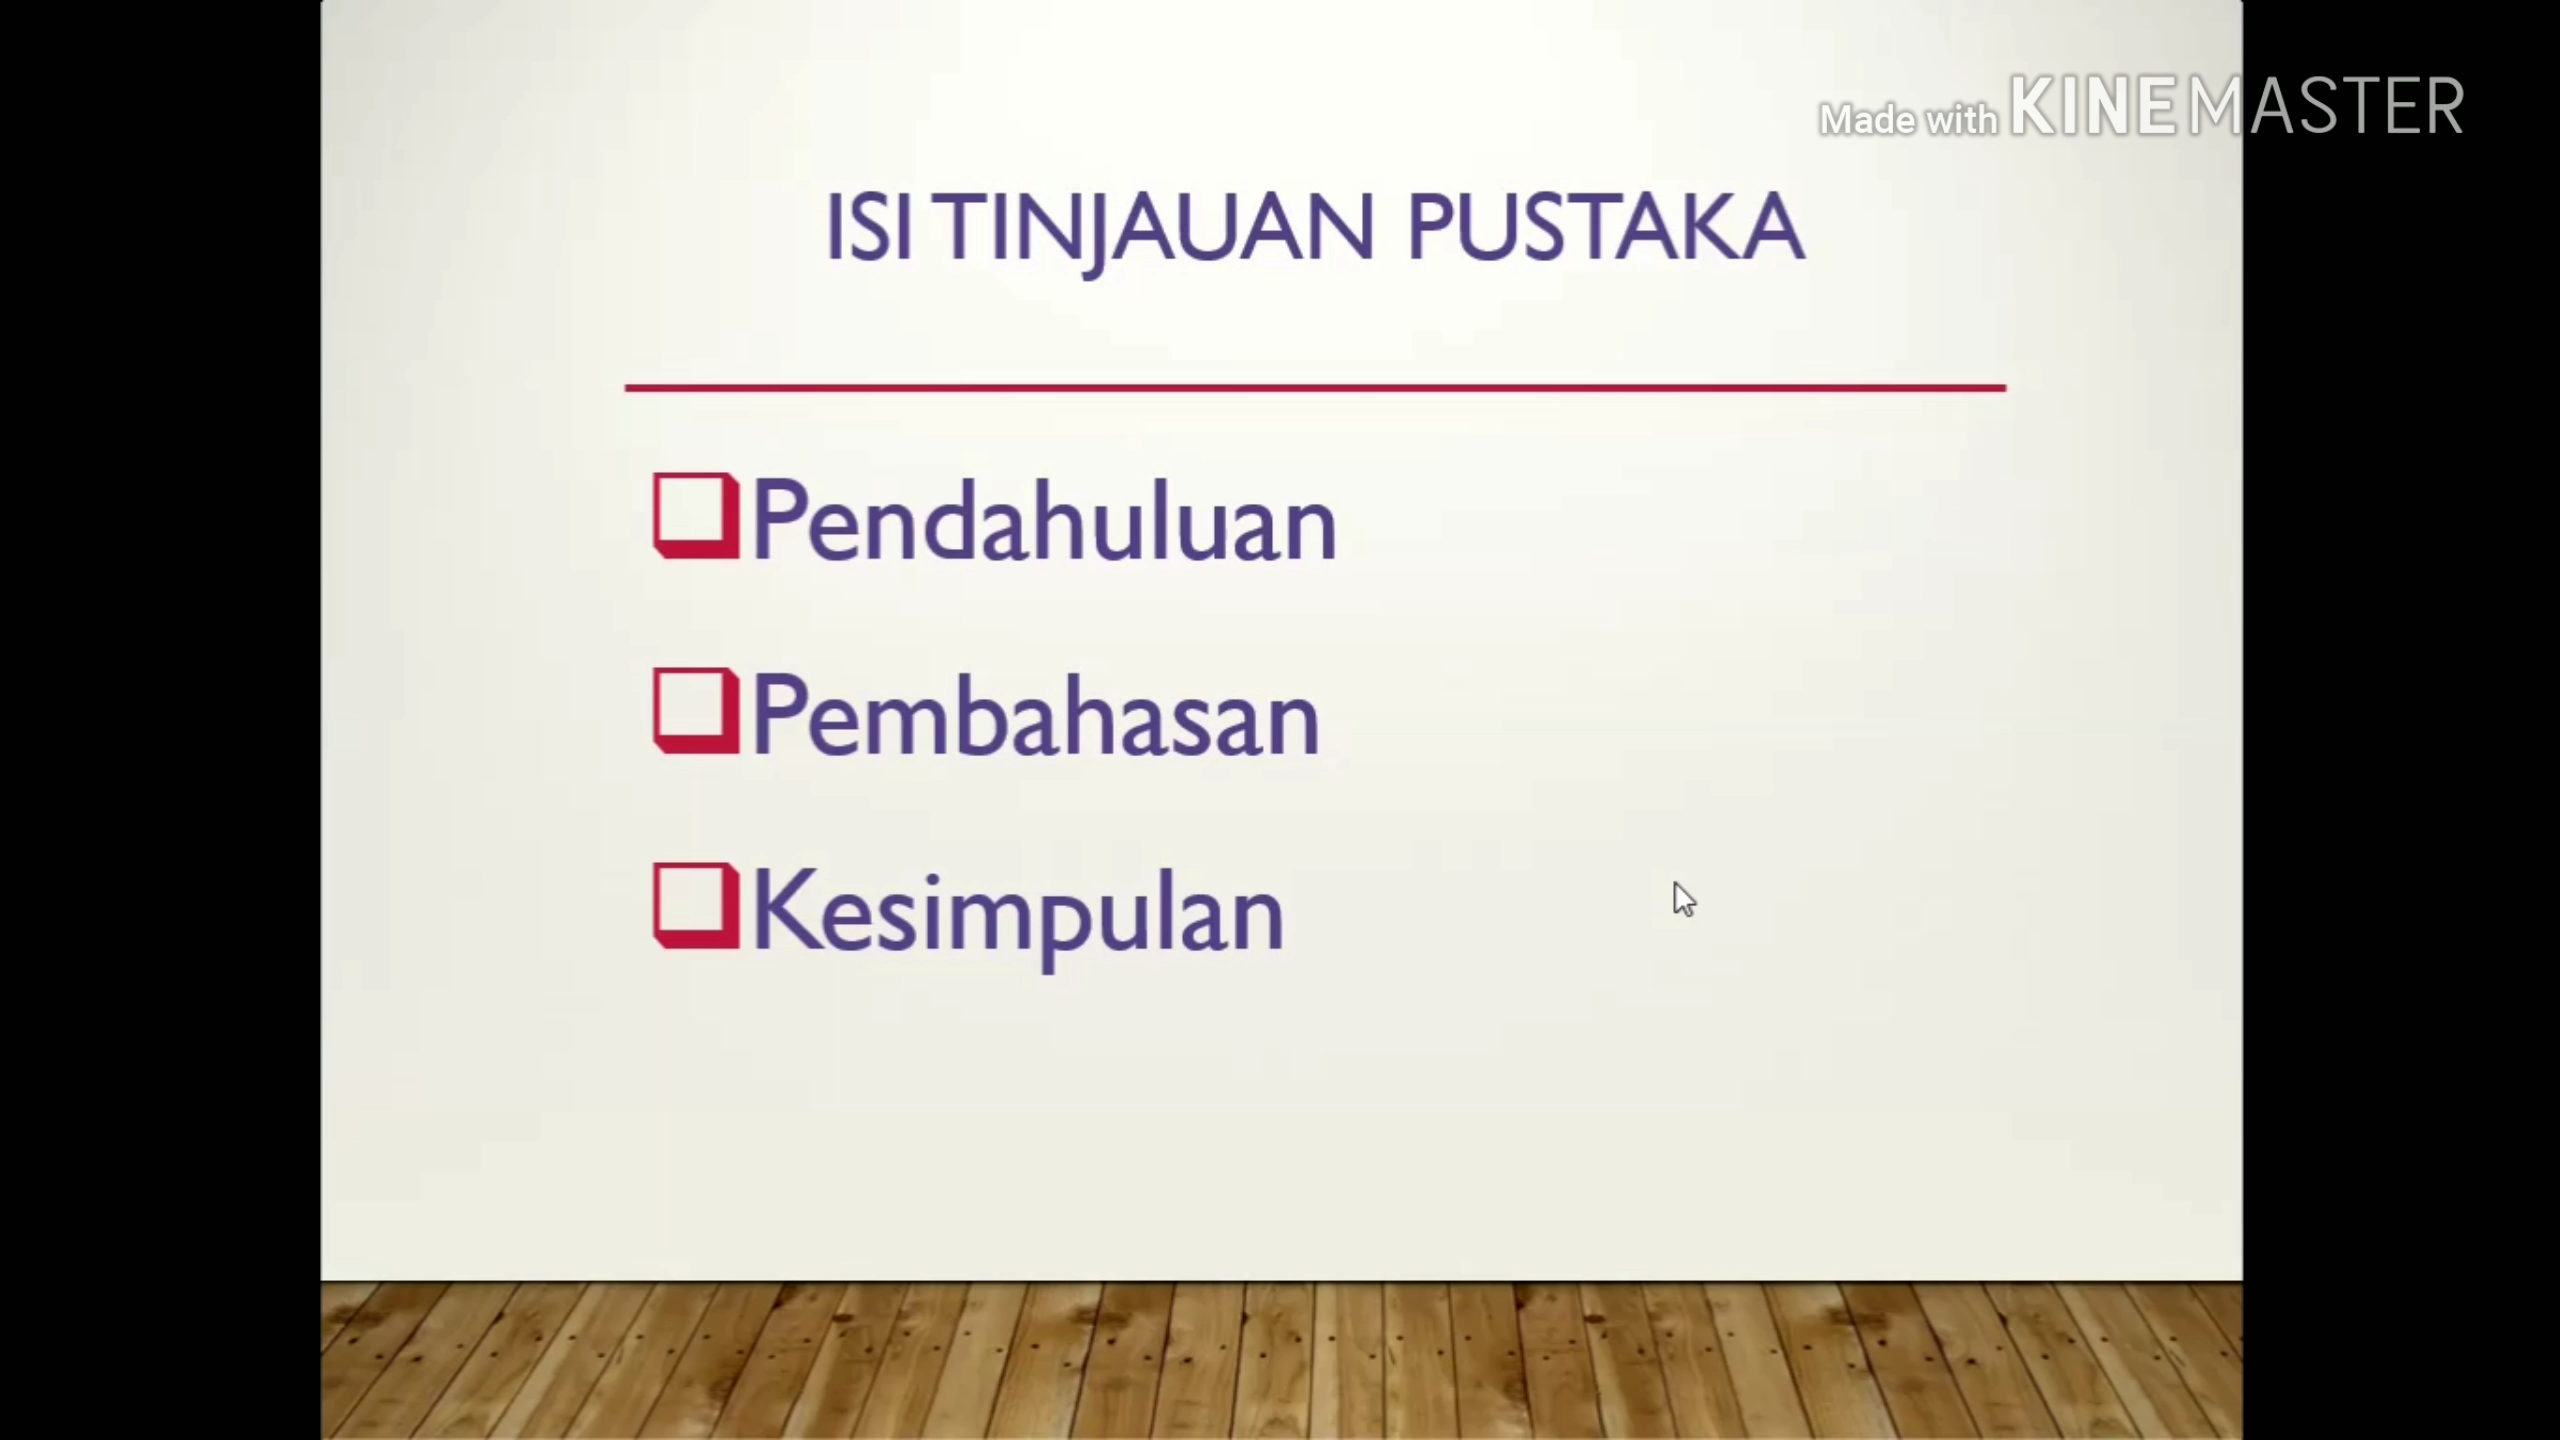 Made with KINEMASTER
ISI TINJAUAN PUSTAKA
Pendahuluan
Pembahasan
Kesimpulan